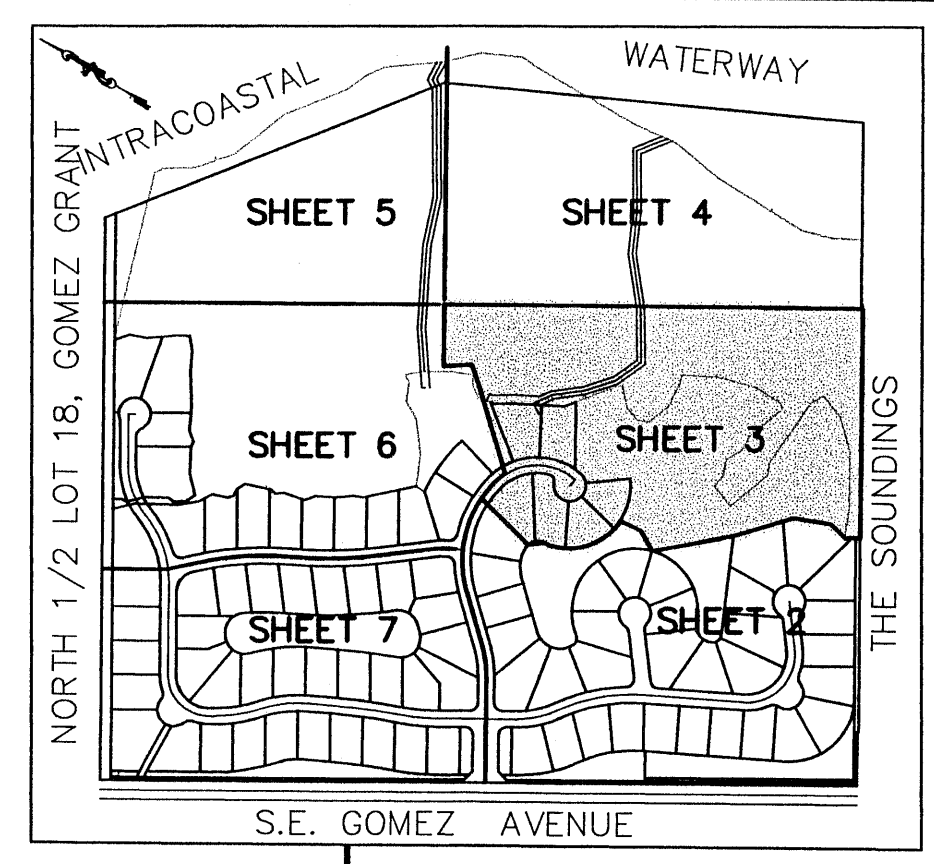 INTRACOASTAL WATERWAY
NORTH 1/2 LOT 18, GOMEZ GRANT
SHEET 5
SHEET 4
SHEET 6
SHEET 3
THE SOUNDINGS
SHEET 7
SHEET 2
S.E. GOMEZ AVENUE